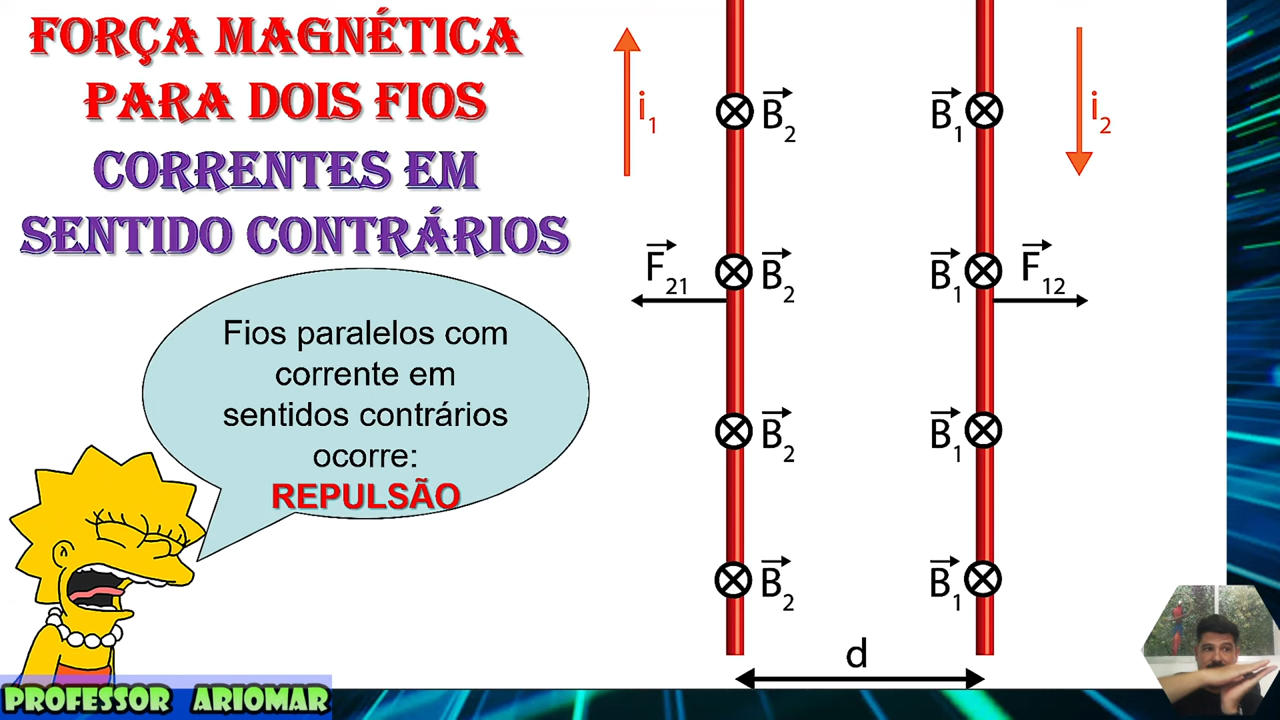 FORÇA MAGNÉTICA
PARA DOIS FIOS
CORRENTES EM
SENTIDO CONTRÁRIOS
Fios paralelos com
corrente em
sentidos contrários
ocorre:
REPULSÃO
i₁
B₂
B₁
i₂
F₂₁
B₂
B₁
F₁₂
B₂
B₁
B₂
B₁
d
PROFESSOR ARIOMAR